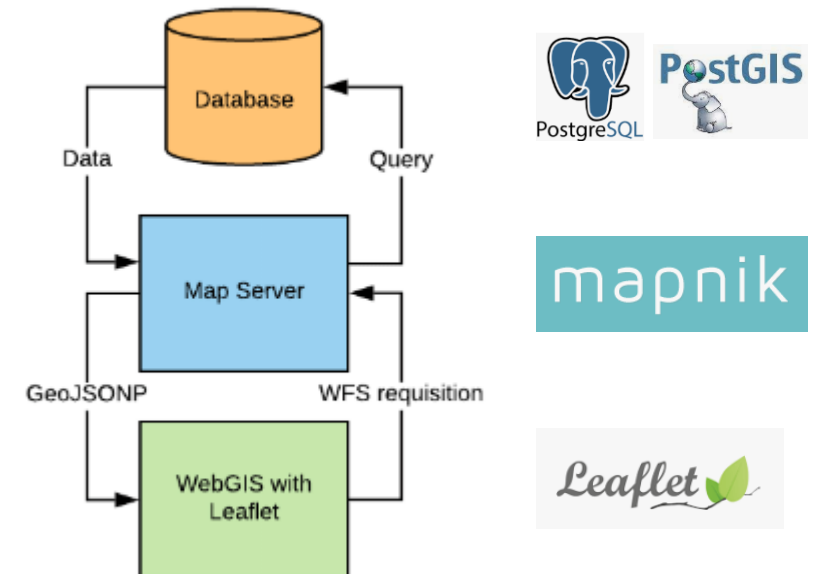 Database
Data
Query
Map Server
GeoJSONP
WFS requisition
WebGIS with
Leaflet
PostgreSQL
PostGIS
mapnik
Leaflet